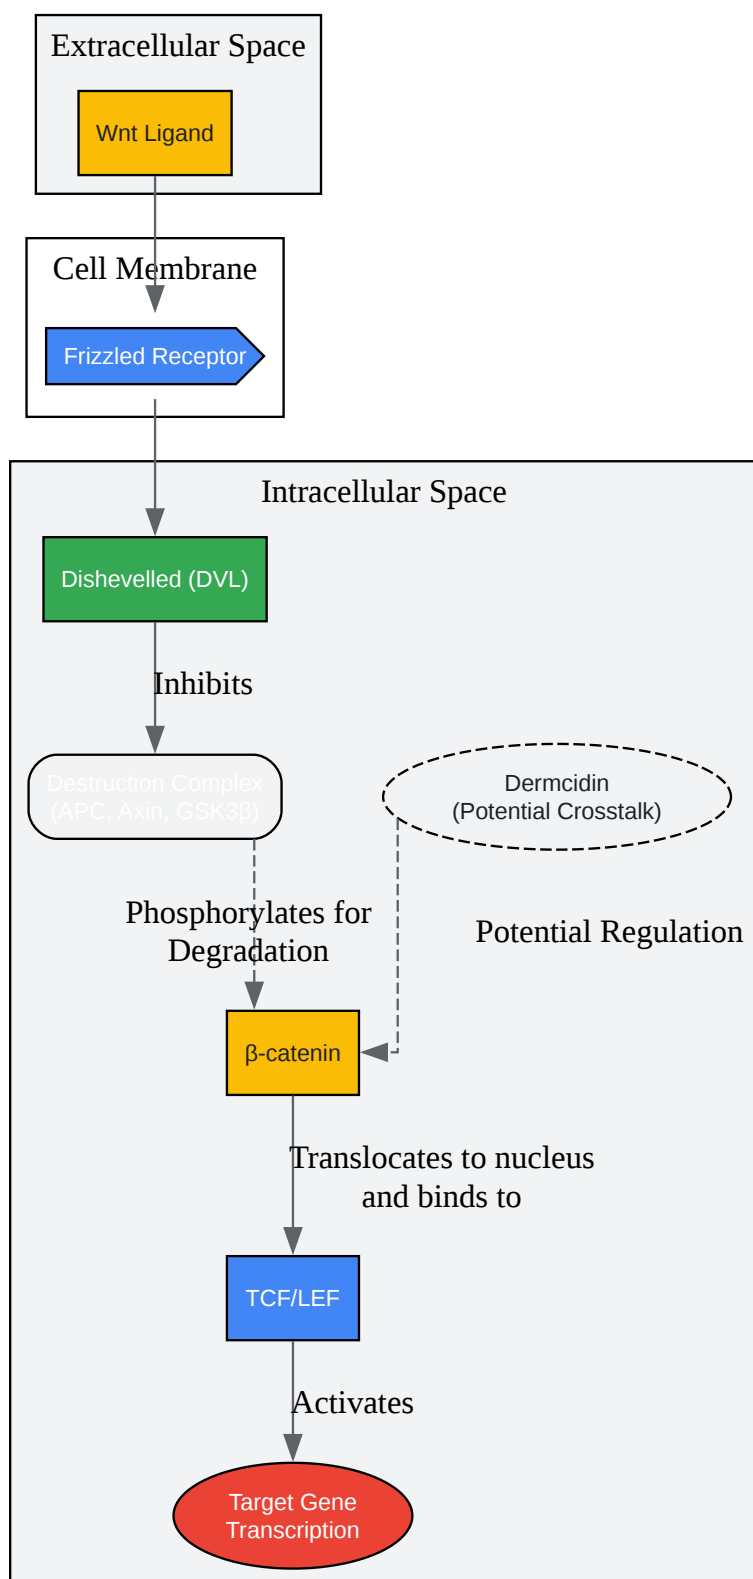 Extracellular Space
Wnt Ligand
Cell Membrane
Frizzled Receptor
Intracellular Space
Dishevelled (DVL)
Inhibits
Destruction Complex
(APC, Axin, GSK3β)
Dermcidin
(Potential Crosstalk)
Phosphorylates for
Degradation
Potential Regulation
β-catenin
Translocates to nucleus
and binds to
TCF/LEF
Activates
Target Gene
Transcription